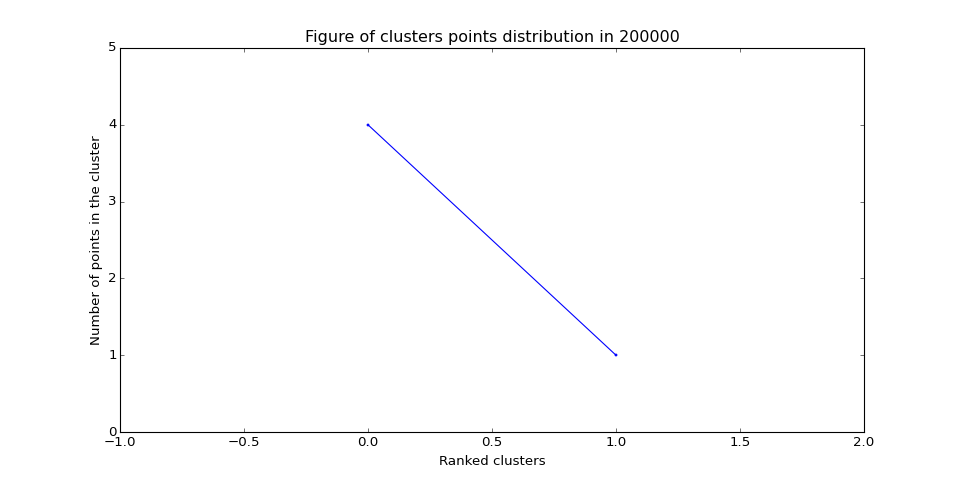 Figure of clusters points distribution in 200000
5
4
3
2
1
0
Number of points in the cluster
−1.0 −0.5 0.0 0.5 1.0 1.5 2.0
Ranked clusters